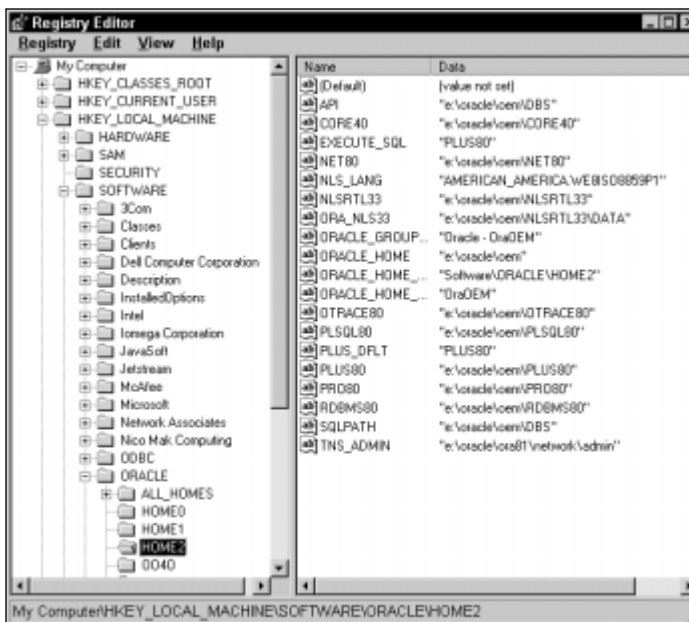 Registry Editor
Registry Edit View Help
My Computer
HKEY_CLASSES_ROOT
HKEY_CURRENT_USER
HKEY_LOCAL_MACHINE
HARDWARE
SAM
SECURITY
SOFTWARE
3Com
Classes
Clients
Dell Computer Corporation
Description
InstalledOptions
Intel
Iomega Corporation
JavaSoft
Jetstream
McAfee
Microsoft
Network Associates
Nico Mak Computing
ODBC
ORACLE
ALL_HOMES
HOME0
HOME1
HOME2
OO4O
Name Data
(Default) (value not set)
API "e:\oracle\oem\DBS"
CORE40 "e:\oracle\oem\CORE40"
EXECUTE_SQL "PLUS80"
NET80 "e:\oracle\oem\NET80"
NLS_LANG "AMERICAN_AMERICA.WE8ISO8859P1"
NLSRTL33 "e:\oracle\oem\NLSRTL33"
ORA_NLS33 "e:\oracle\oem\NLSRTL33\DATA"
ORACLE_GROUP... "Oracle - OraOEM"
ORACLE_HOME "e:\oracle\oem"
ORACLE_HOME_... "Software\ORACLE\HOME2"
ORACLE_HOME_... "OraOEM"
OTRACE80 "e:\oracle\oem\OTRACE80"
PLSQL80 "e:\oracle\oem\PLSQL80"
PLUS_DFLT "PLUS80"
PLUS80 "e:\oracle\oem\PLUS80"
PRO80 "e:\oracle\oem\PRO80"
RDBMS80 "e:\oracle\oem\RDBMS80"
SQLPATH "e:\oracle\oem\DBS"
TNS_ADMIN "e:\oracle\ora81\network\admin"
My Computer\HKEY_LOCAL_MACHINE\SOFTWARE\ORACLE\HOME2